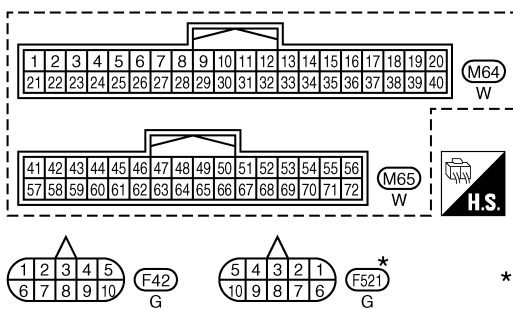 1 2 3 4 5 6 7 8 9 10 11 12 13 14 15 16 17 18 19 20
21 22 23 24 25 26 27 28 29 30 31 32 33 34 35 36 37 38 39 40
M64
W
41 42 43 44 45 46 47 48 49 50 51 52 53 54 55 56
57 58 59 60 61 62 63 64 65 66 67 68 69 70 71 72
M65
W
H.S.
1 2 3 4 5
6 7 8 9 10
F42
G
5 4 3 2 1
10 9 8 7 6
F521 *
G
*